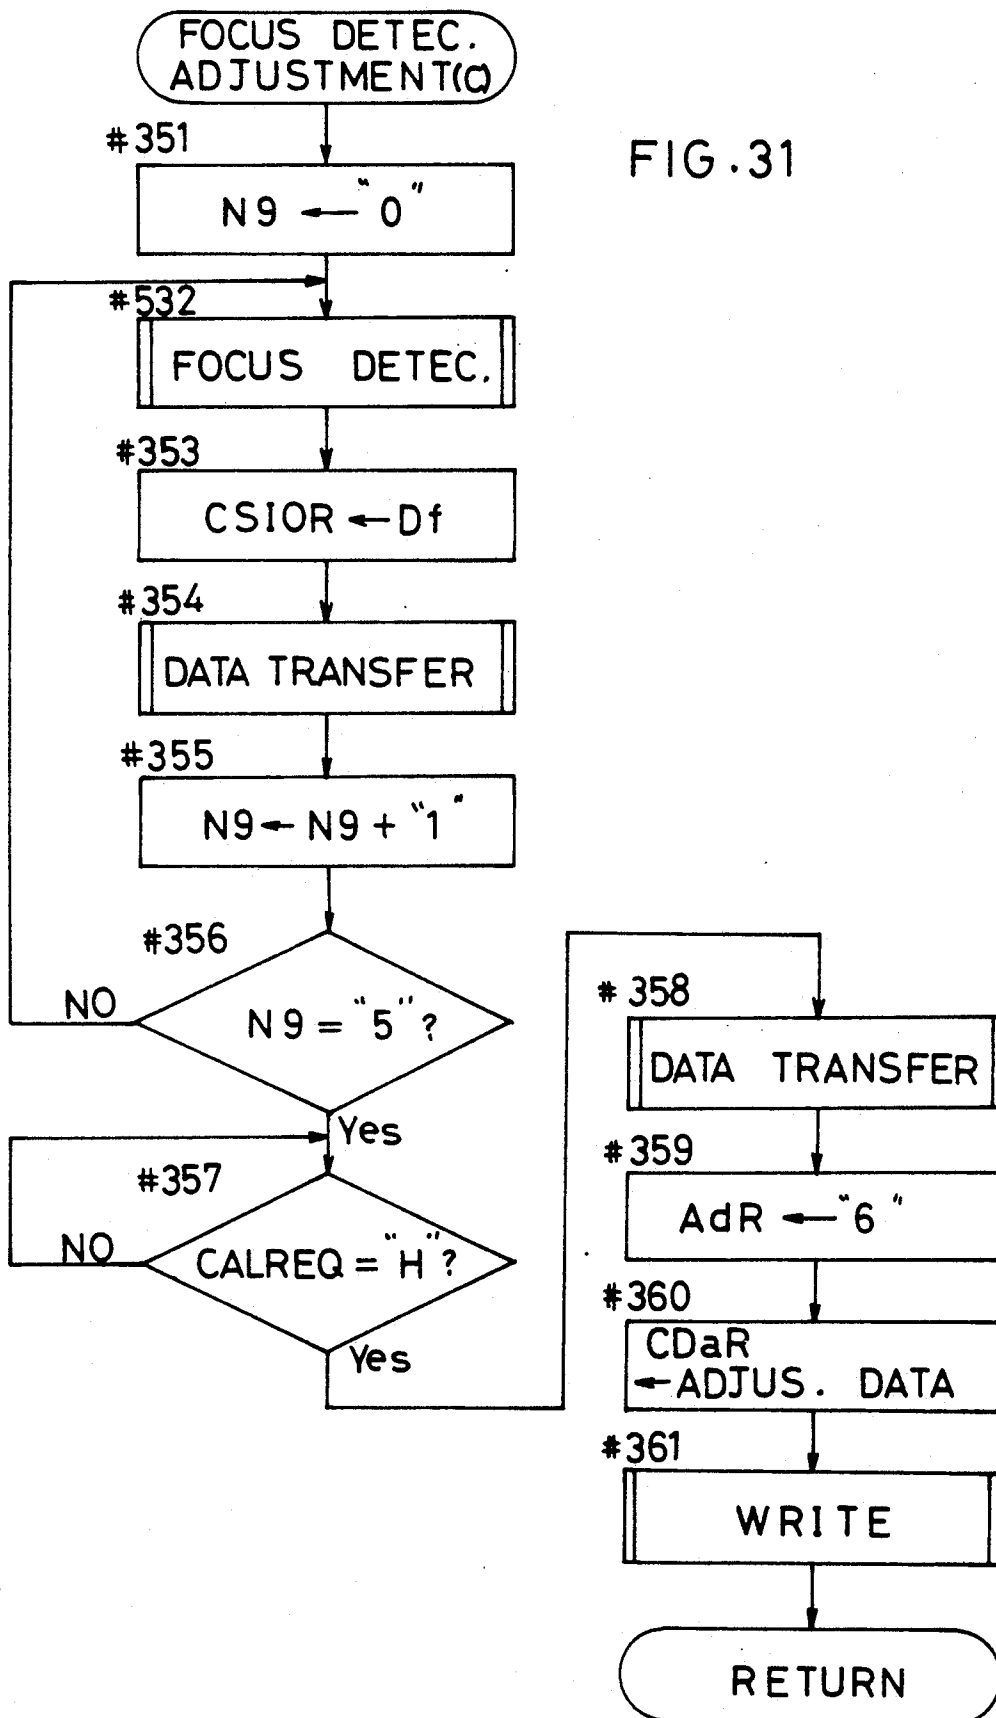 FOCUS DETEC.
ADJUSTMENT(C)
#351
FIG.31
N9 ← "0"
#532
FOCUS DETEC.
#353
CSIOR ← Df
#354
DATA TRANSFER
#355
N9 ← N9 + "1"
#356
NO
N9 = "5"?
Yes
#357
NO
CALREQ = "H"?
Yes
#358
DATA TRANSFER
#359
AdR ← "6"
#360
CDaR
← ADJUS. DATA
#361
WRITE
RETURN